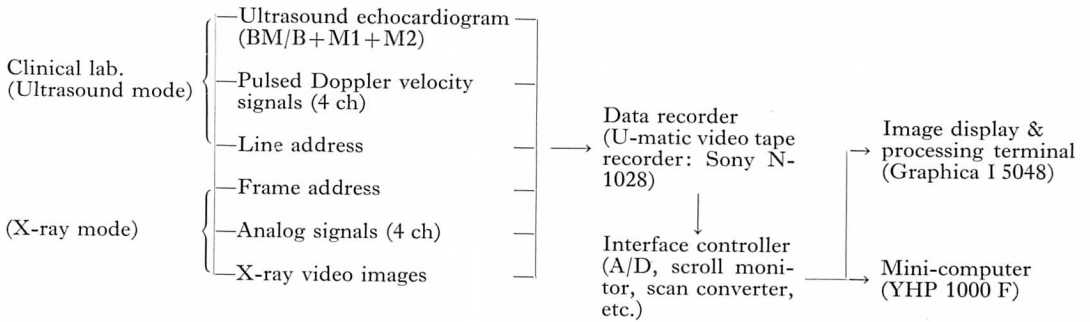 Clinical lab.
(Ultrasound mode)
Ultrasound echocardiogram
(BM/B+M1+M2)
Pulsed Doppler velocity
signals (4 ch)
Line address
(X-ray mode)
Frame address
Analog signals (4 ch)
X-ray video images
Data recorder
(U-matic video tape
recorder: Sony N-
1028)
Interface controller
(A/D, scroll moni-
tor, scan converter,
etc.)
Image display &
processing terminal
(Graphica I 5048)
Mini-computer
(YHP 1000 F)